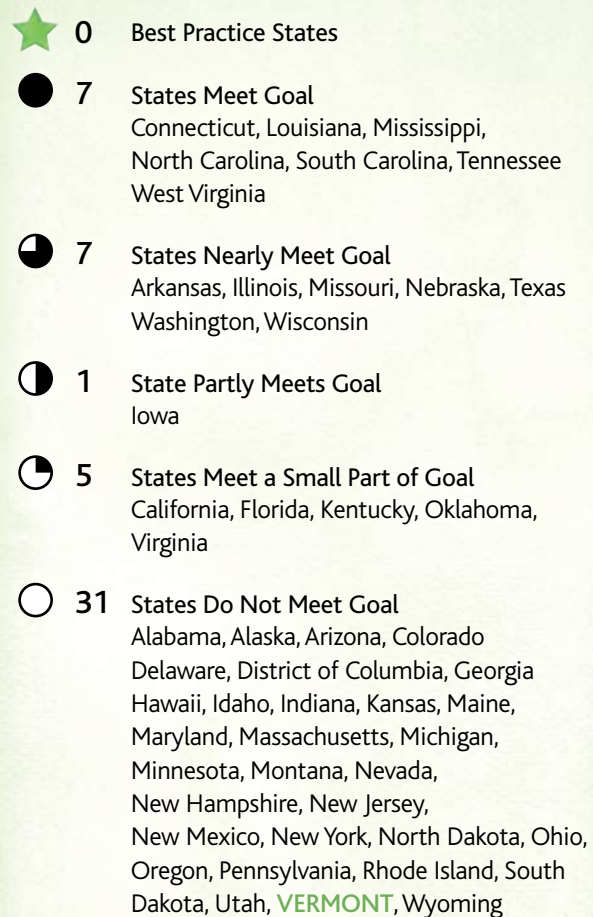 0 Best Practice States
7 States Meet Goal
Connecticut, Louisiana, Mississippi,
North Carolina, South Carolina, Tennessee
West Virginia
7 States Nearly Meet Goal
Arkansas, Illinois, Missouri, Nebraska, Texas
Washington, Wisconsin
1 State Partly Meets Goal
Iowa
5 States Meet a Small Part of Goal
California, Florida, Kentucky, Oklahoma,
Virginia
31 States Do Not Meet Goal
Alabama, Alaska, Arizona, Colorado
Delaware, District of Columbia, Georgia
Hawaii, Idaho, Indiana, Kansas, Maine,
Maryland, Massachusetts, Michigan,
Minnesota, Montana, Nevada,
New Hampshire, New Jersey,
New Mexico, New York, North Dakota, Ohio,
Oregon, Pennsylvania, Rhode Island, South
Dakota, Utah, VERMONT, Wyoming